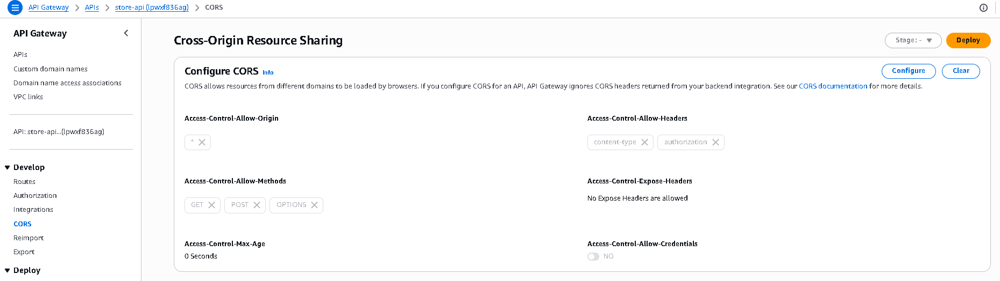 API Gateway > APIs > store-api (lpwxf836ag) > CORS
API Gateway
APIs
Custom domain names
Domain name access associations
VPC links
API: store-api...(lpwxf836ag)
Develop
Routes
Authorization
Integrations
CORS
Reimport
Export
Deploy
Cross-Origin Resource Sharing
Stage: -
Deploy
Configure CORS Info
Configure
Clear
CORS allows resources from different domains to be loaded by browsers. If you configure CORS for an API, API Gateway ignores CORS headers returned from your backend integration. See our CORS documentation for more details.
Access-Control-Allow-Origin
*
Access-Control-Allow-Headers
content-type authorization
Access-Control-Allow-Methods
GET POST OPTIONS
Access-Control-Expose-Headers
No Expose Headers are allowed
Access-Control-Max-Age
0 Seconds
Access-Control-Allow-Credentials
NO